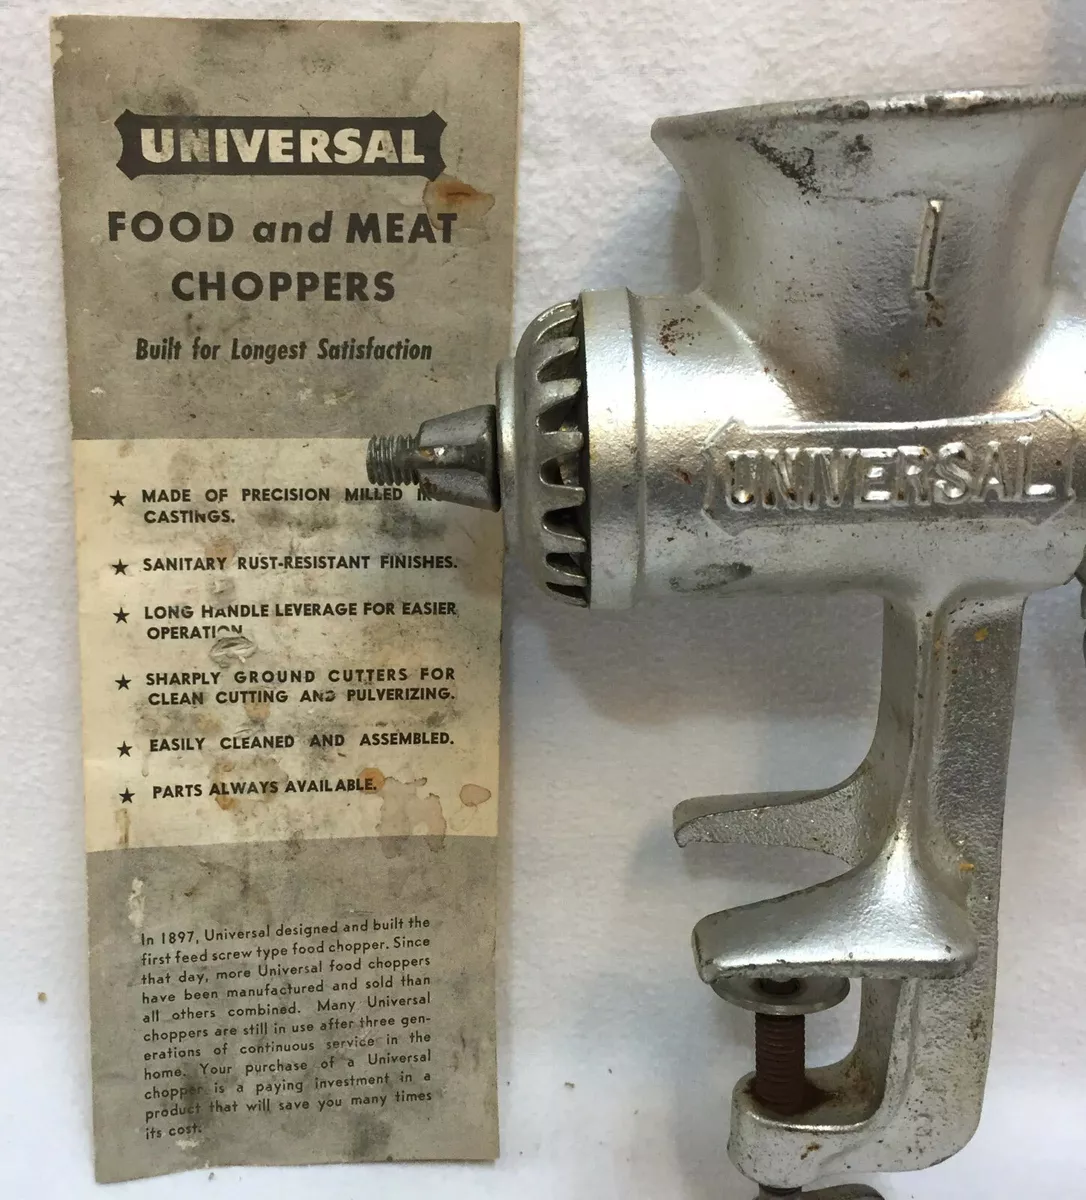 UNIVERSAL
FOOD and MEAT
CHOPPERS
Built for Longest Satisfaction
★ MADE OF PRECISION MILLED
CASTINGS.
★ SANITARY RUST-RESISTANT FINISHES.
★ LONG HANDLE LEVERAGE FOR EASIER
OPERATION
★ SHARPLY GROUND CUTTERS FOR
CLEAN CUTTING AND PULVERIZING.
★ EASILY CLEANED AND ASSEMBLED.
★ PARTS ALWAYS AVAILABLE.
In 1897, Universal designed and built the
first feed screw type food chopper. Since
that day, more Universal food choppers
have been manufactured and sold than
all others combined. Many Universal
choppers are still in use after three gen-
erations of continuous service in the
home. Your purchase of a Universal
chopper is a paying investment in a
product that will save you many times
its cost.
1
UNIVERSAL